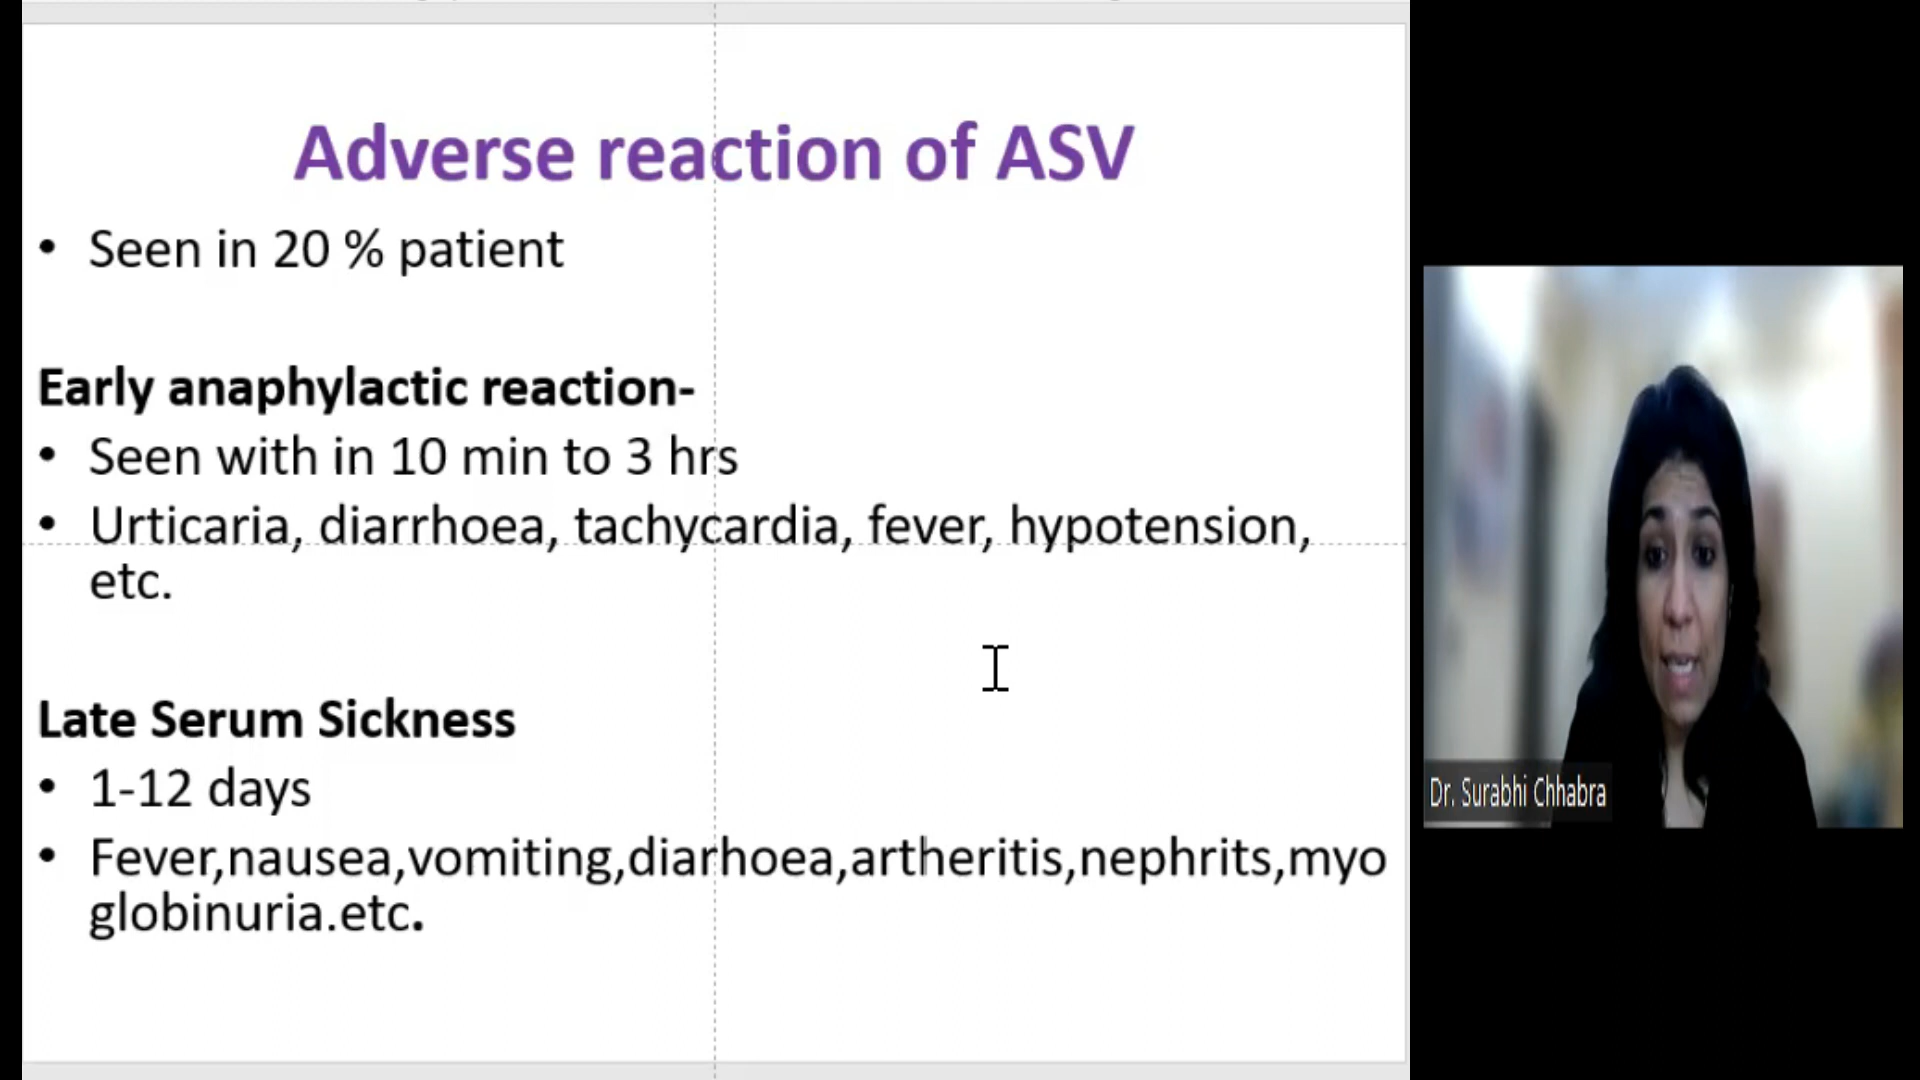 Adverse reaction of ASV
• Seen in 20 % patient
Early anaphylactic reaction-
• Seen with in 10 min to 3 hrs
• Urticaria, diarrhoea, tachycardia, fever, hypotension,
etc.
Late Serum Sickness
• 1-12 days
• Fever,nausea,vomiting,diarrhoea,artheritis,nephrits,myo
globinuria.etc.
Dr. Surabhi Chhabra